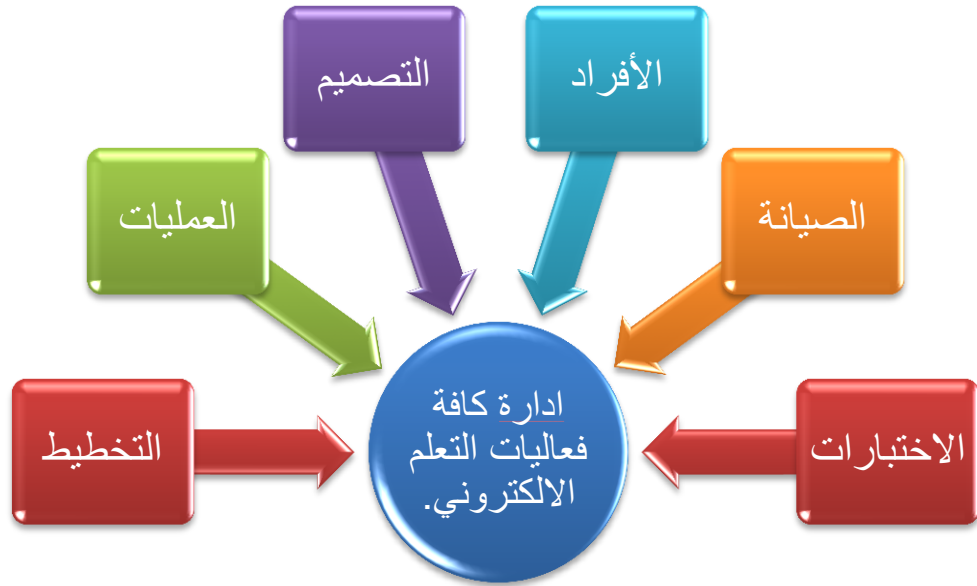 الأفراد
التصميم
الصيانة
العمليات
ادارة كافة
فعاليات التعلم
الالكتروني.
الاختبارات
التخطيط